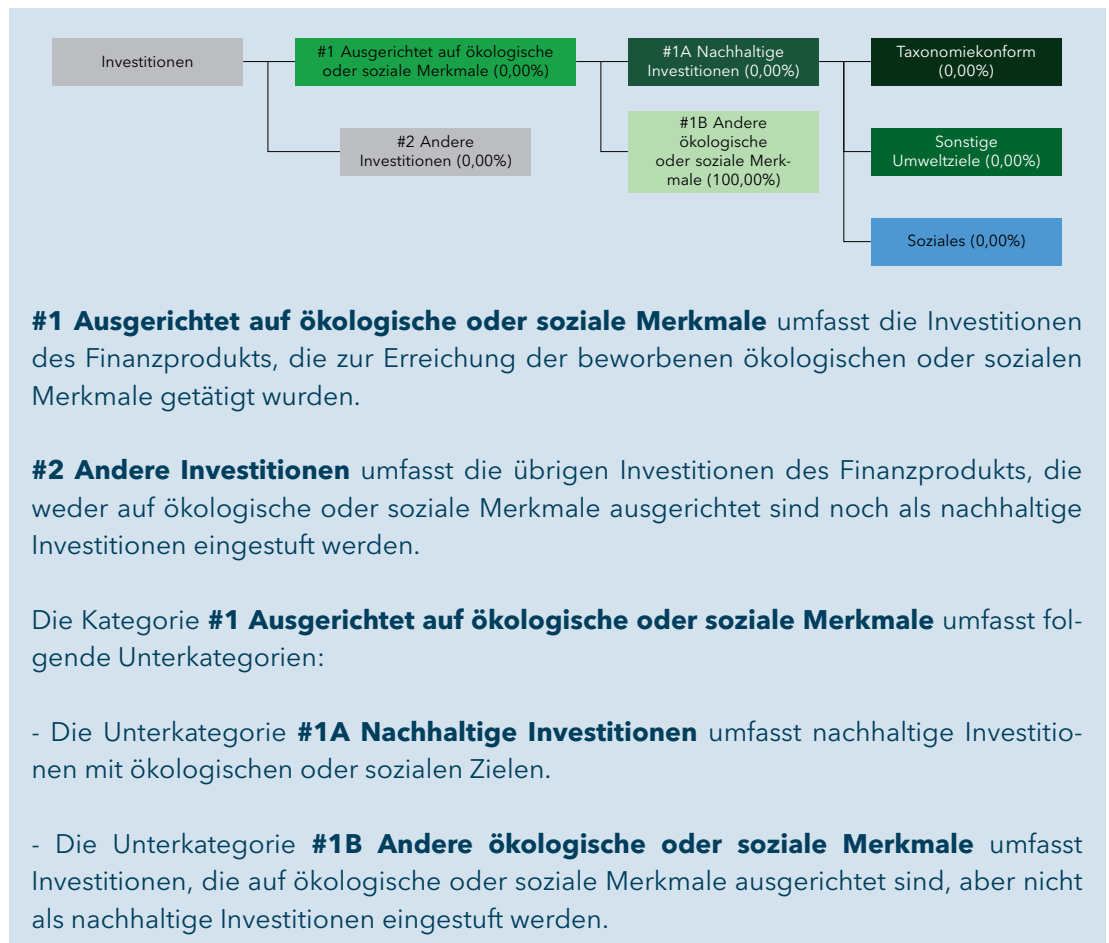 Investitionen
#1 Ausgerichtet auf ökologische
oder soziale Merkmale (0,00%)
#1A Nachhaltige
Investitionen (0,00%)
Taxonomiekonform
(0,00%)
#2 Andere
Investitionen (0,00%)
#1B Andere
ökologische
oder soziale Merk-
male (100,00%)
Sonstige
Umweltziele (0,00%)
Soziales (0,00%)
#1 Ausgerichtet auf ökologische oder soziale Merkmale umfasst die Investitionen
des Finanzprodukts, die zur Erreichung der beworbenen ökologischen oder sozialen
Merkmale getätigt wurden.
#2 Andere Investitionen umfasst die übrigen Investitionen des Finanzprodukts, die
weder auf ökologische oder soziale Merkmale ausgerichtet sind noch als nachhaltige
Investitionen eingestuft werden.
Die Kategorie #1 Ausgerichtet auf ökologische oder soziale Merkmale umfasst fol-
gende Unterkategorien:
- Die Unterkategorie #1A Nachhaltige Investitionen umfasst nachhaltige Investitio-
nen mit ökologischen oder sozialen Zielen.
- Die Unterkategorie #1B Andere ökologische oder soziale Merkmale umfasst
Investitionen, die auf ökologische oder soziale Merkmale ausgerichtet sind, aber nicht
als nachhaltige Investitionen eingestuft werden.